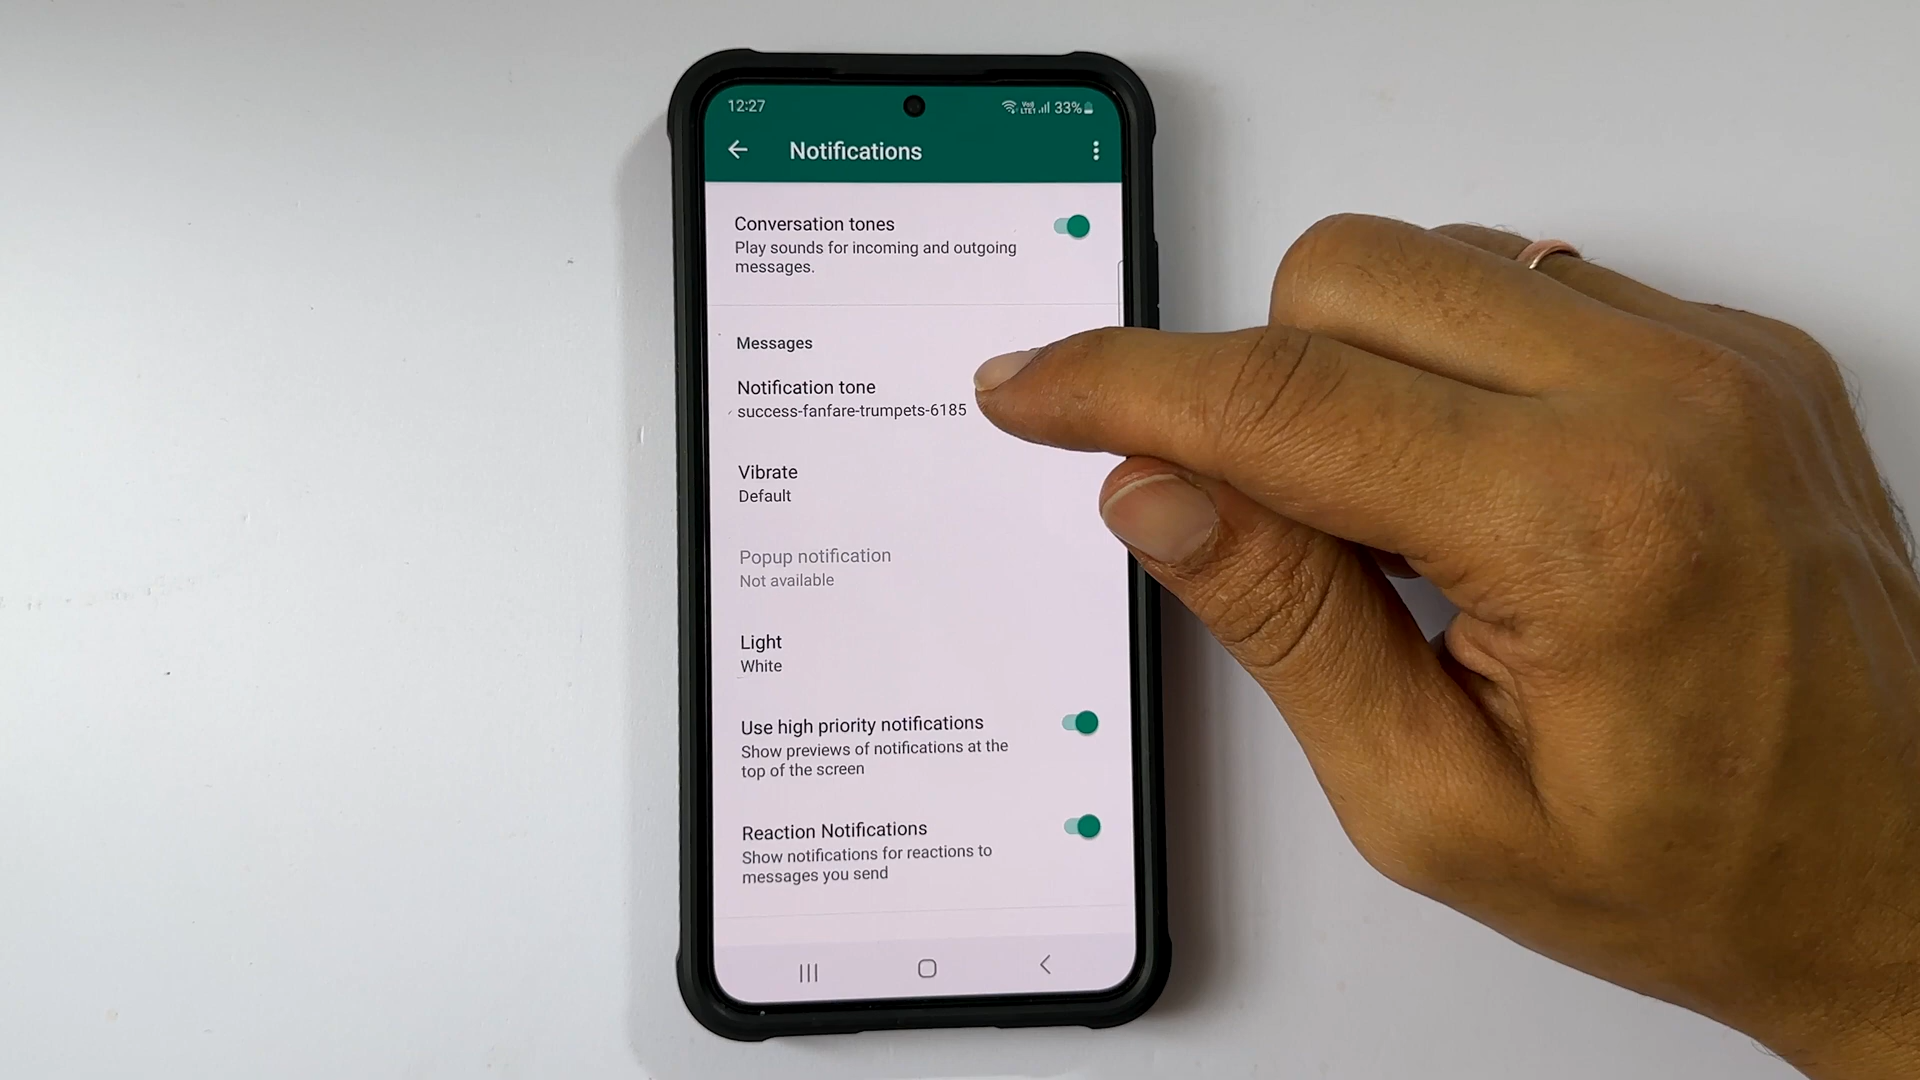 12:27
33%
Notifications
Conversation tones
Play sounds for incoming and outgoing
messages.
Messages
Notification tone
success-fanfare-trumpets-6185
Vibrate
Default
Popup notification
Not available
Light
White
Use high priority notifications
Show previews of notifications at the
top of the screen
Reaction Notifications
Show notifications for reactions to
messages you send